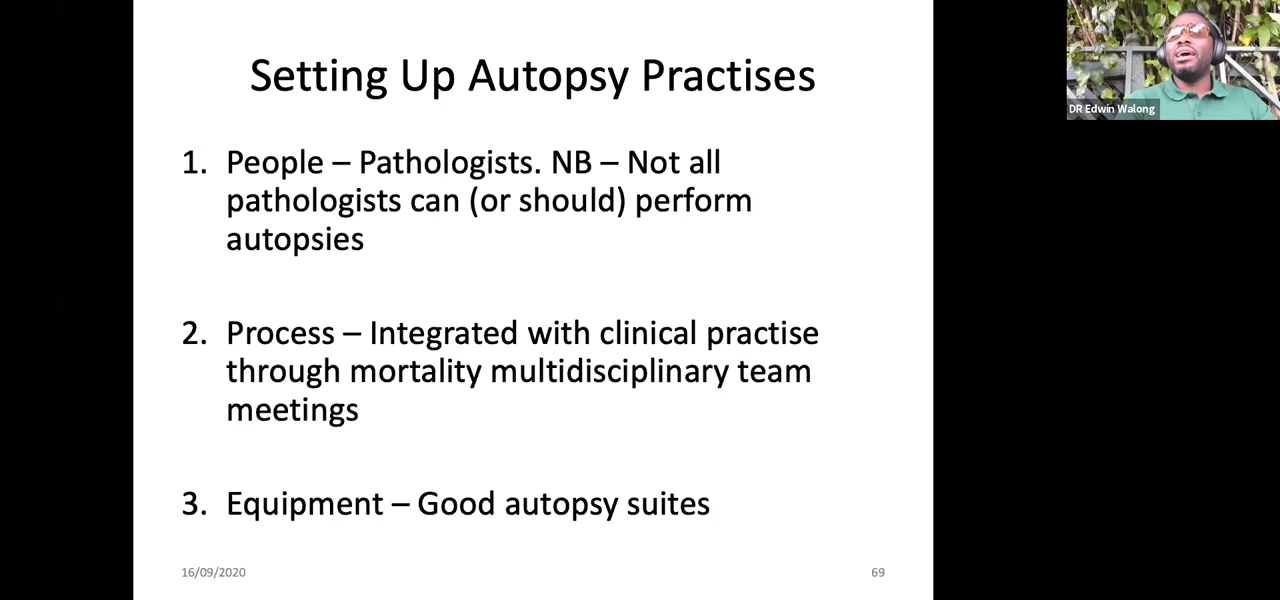 Setting Up Autopsy Practises
DR Edwin Walong
1. People – Pathologists. NB – Not all
pathologists can (or should) perform
autopsies
2. Process – Integrated with clinical practise
through mortality multidisciplinary team
meetings
3. Equipment – Good autopsy suites
16/09/2020
69